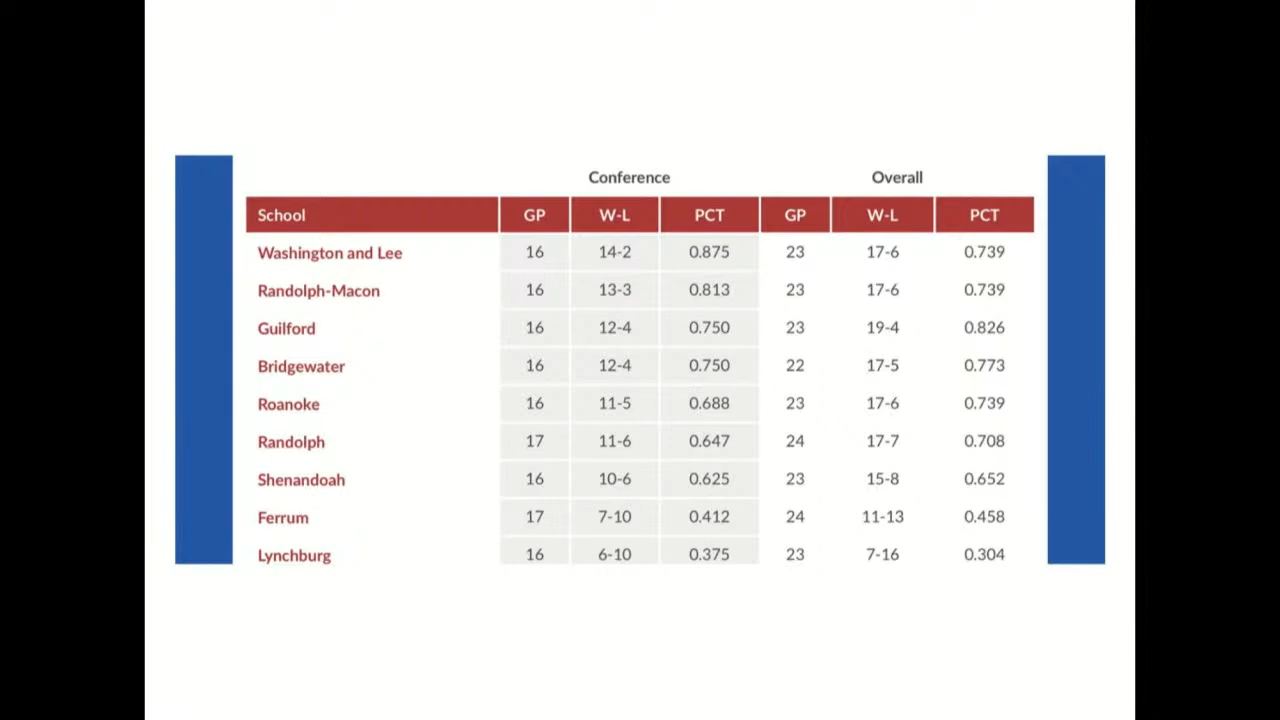 Conference Overall
School GP W-L PCT GP W-L PCT
Washington and Lee 16 14-2 0.875 23 17-6 0.739
Randolph-Macon 16 13-3 0.813 23 17-6 0.739
Guilford 16 12-4 0.750 23 19-4 0.826
Bridgewater 16 12-4 0.750 22 17-5 0.773
Roanoke 16 11-5 0.688 23 17-6 0.739
Randolph 17 11-6 0.647 24 17-7 0.708
Shenandoah 16 10-6 0.625 23 15-8 0.652
Ferrum 17 7-10 0.412 24 11-13 0.458
Lynchburg 16 6-10 0.375 23 7-16 0.304